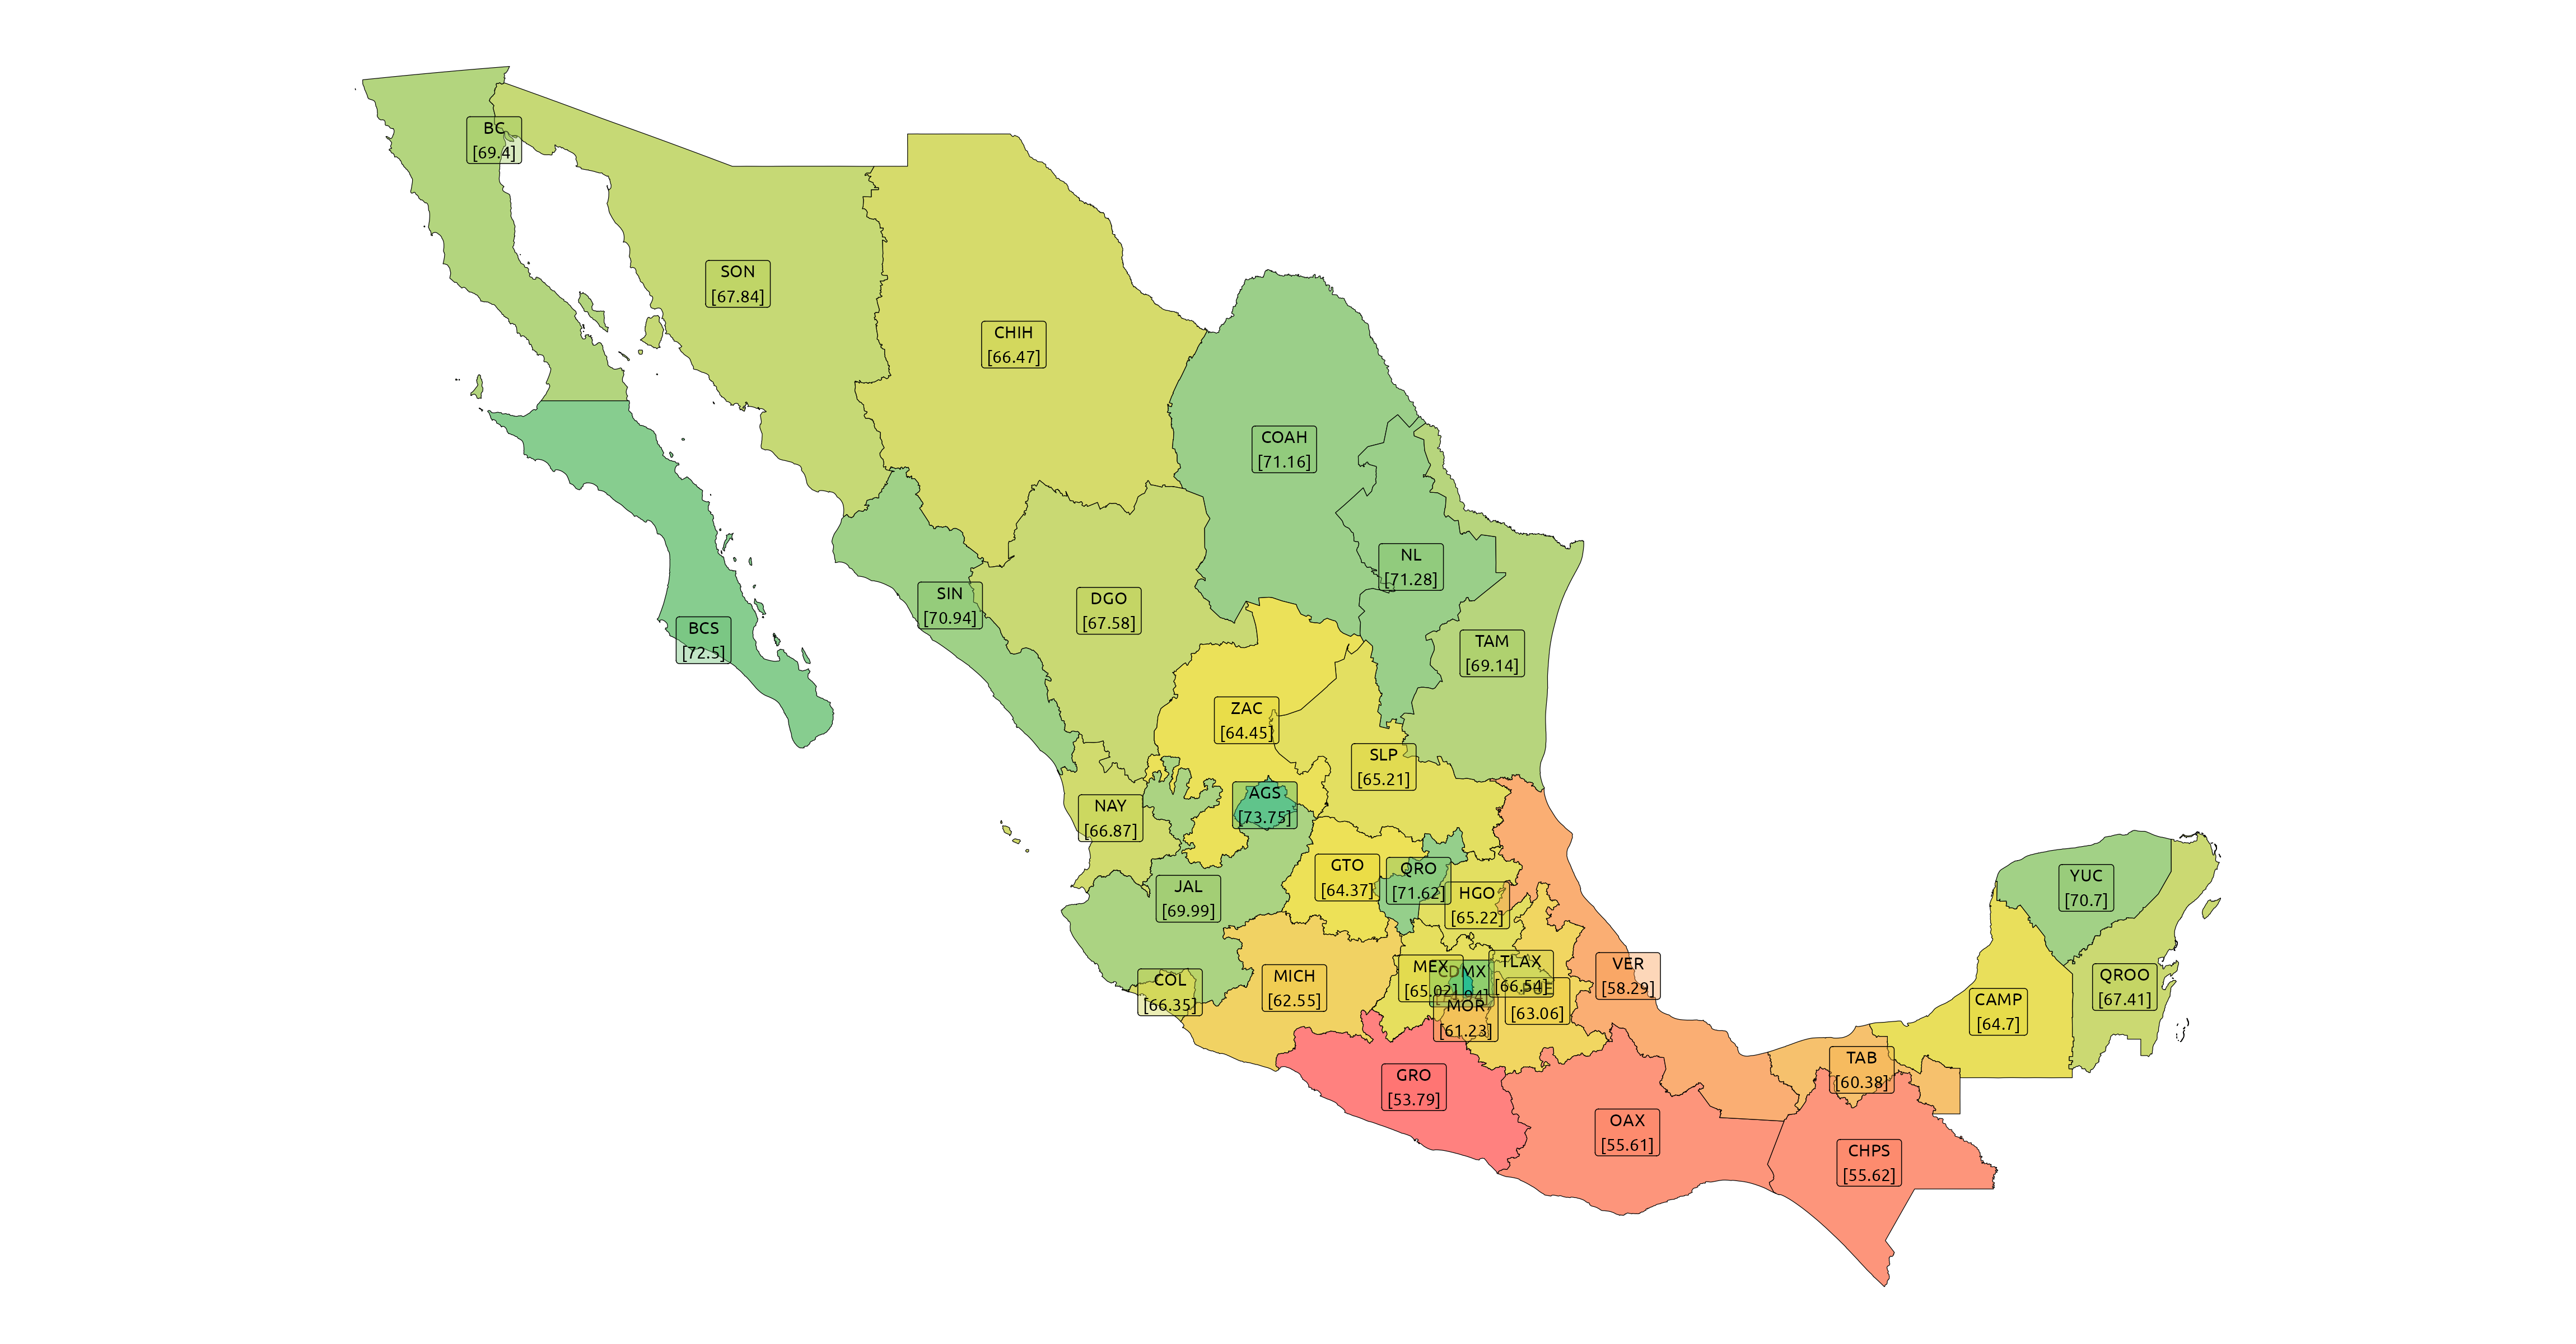 BC
[69.4]
SON
[67.84]
CHIH
[66.47]
COAH
[71.16]
NL
[71.28]
SIN
[70.94]
DGO
[67.58]
BCS
[72.5]
TAM
[69.14]
ZAC
[64.45]
SLP
[65.21]
AGS
[73.75]
NAY
[66.87]
GTO
[64.37]
QRO
[71.62]
JAL
[69.99]
HGO
[65.22]
YUC
[70.7]
VER
[58.29]
TLAX
[66.54]
MEX
[65.02]
CDMX
MICH
[62.55]
COL
[66.35]
QROO
[67.41]
PUE
[63.06]
CAMP
[64.7]
MOR
[61.23]
TAB
[60.38]
GRO
[53.79]
OAX
[55.61]
CHPS
[55.62]